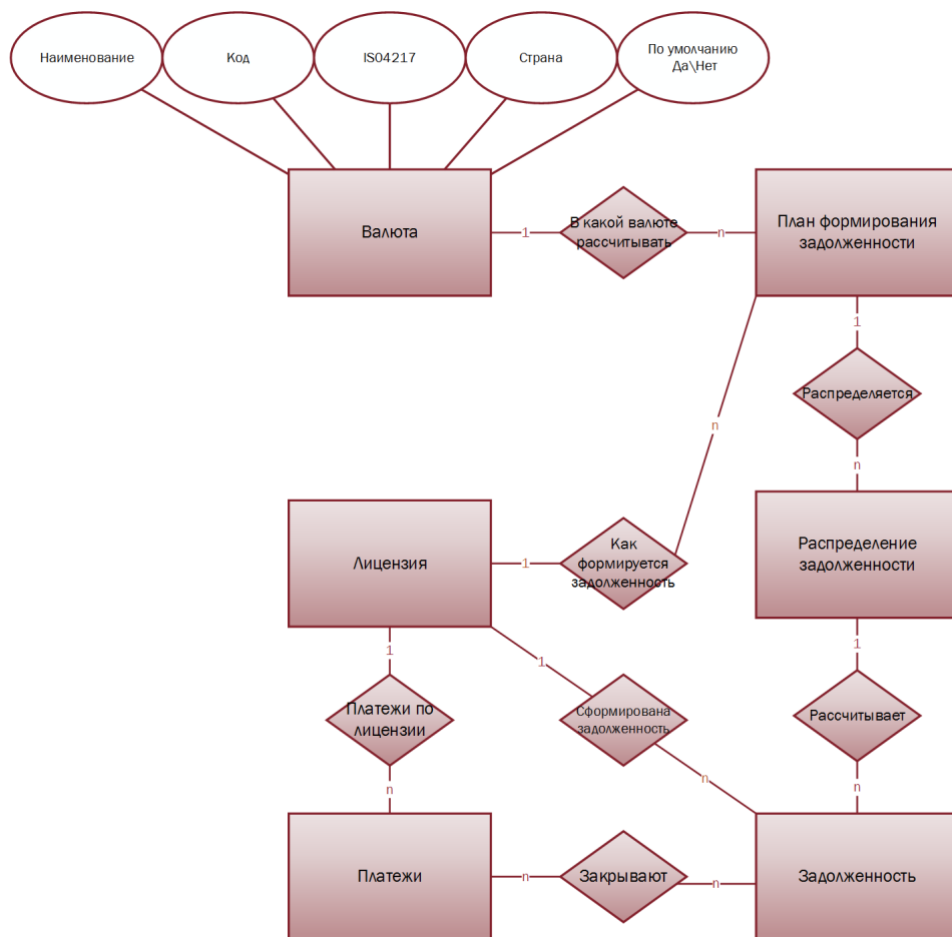 Наименование
Код
ISO4217
Страна
По умолчанию
Да\Нет
Валюта
1
В какой валюте
рассчитывать
n
План формирования
задолженности
1
Распределяется
n
n
Лицензия
1
Как
формируется
задолженность
Распределение
задолженности
1
1
1
Платежи по
лицензии
Сформирована
задолженность
Рассчитывает
n
n
n
Платежи
n
Закрывают
n
Задолженность